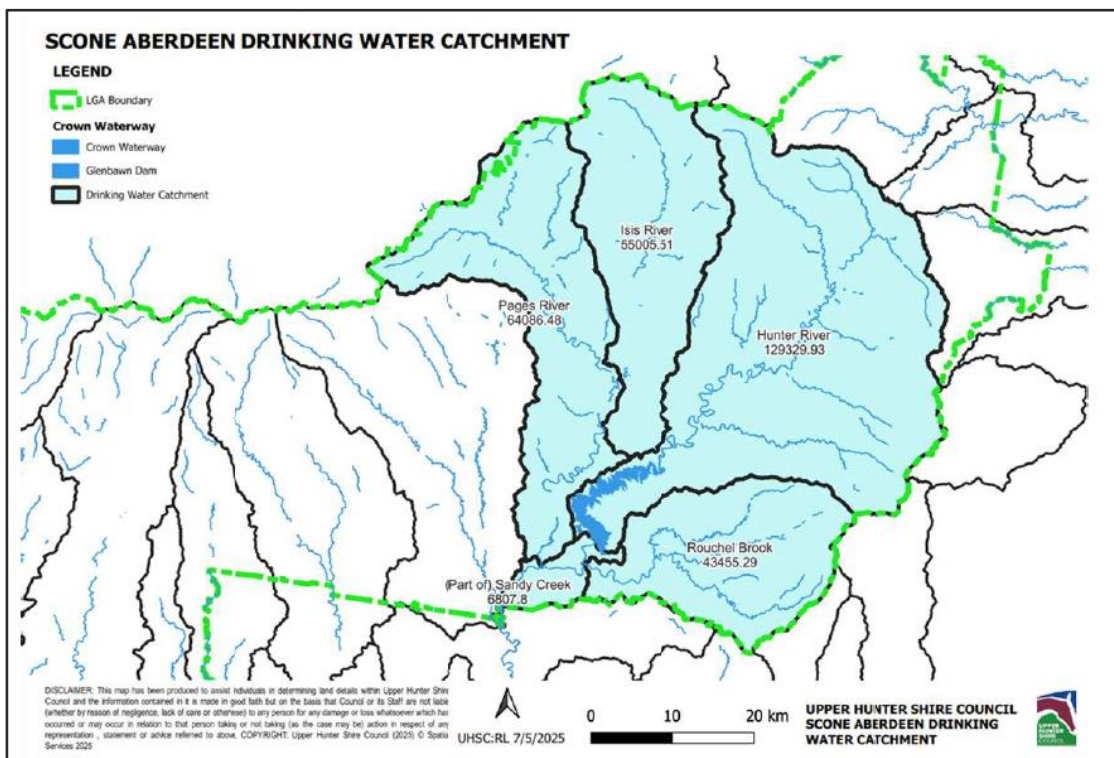 SCONE ABERDEEN DRINKING WATER CATCHMENT
LEGEND
LGA Boundary
Crown Waterway
Crown Waterway
Glenbawn Dam
Drinking Water Catchment
Isis River
55005.51
Pages River
64086.48
Hunter River
129329.93
Rouchel Brook
43455.29
(Part of) Sandy Creek
6807.8
DISCLAIMER: This map has been produced to assist individuals in determining land details within Upper Hunter Shire
Council and the information contained in it is made in good faith but on the basis that Council or its Staff are not liable
(whether by reason of negligence, lack of care or otherwise) to any person for any damage or loss whatsoever which has
occurred or may occur in relation to that person taking or not taking (as the case may be) action in respect of any
representation , statement or advice referred to above. COPYRIGHT: Upper Hunter Shire Council (2025) © Spatial
Services 2025
UHSC:RL 7/5/2025
0 10 20 km
UPPER HUNTER SHIRE COUNCIL
SCONE ABERDEEN DRINKING
WATER CATCHMENT
UPPER
HUNTER
SHIRE
COUNCIL